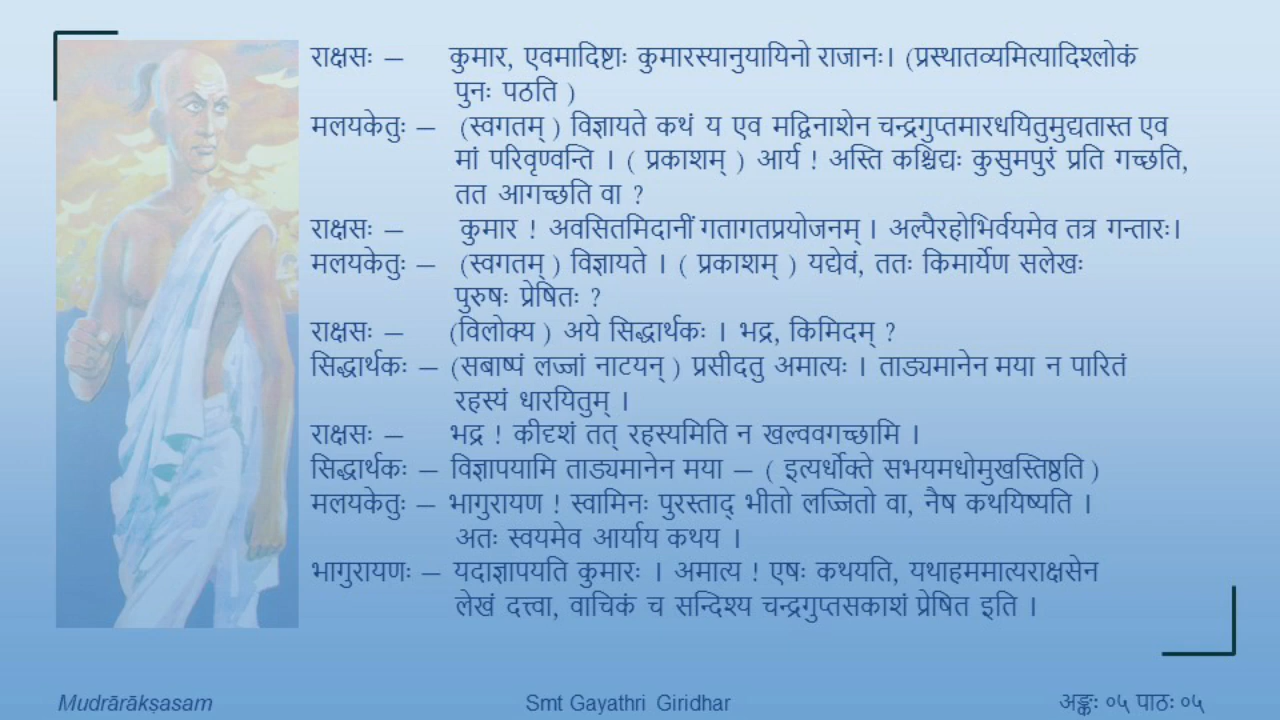 राक्षसः – कुमार, एवमादिष्टाः कुमारस्यानुयायिनो राजानः। (प्रस्थातव्यमित्यादिश्लोकं
पुनः पठति )
मलयकेतुः – (स्वगतम् ) विज्ञायते कथं य एव मद्विनाशेन चन्द्रगुप्तमारधयितुमुद्यतास्त एव
मां परिवृण्वन्ति । ( प्रकाशम् ) आर्य ! अस्ति कश्चिद्यः कुसुमपुरं प्रति गच्छति,
तत आगच्छति वा ?
राक्षसः – कुमार ! अवसितमिदानीं गतागतप्रयोजनम् । अल्पैरहोभिर्वयमेव तत्र गन्तारः।
मलयकेतुः – (स्वगतम् ) विज्ञायते । ( प्रकाशम् ) यद्येवं, ततः किमार्येण सलेखः
पुरुषः प्रेषितः ?
राक्षसः – (विलोक्य ) अये सिद्धार्थकः । भद्र, किमिदम् ?
सिद्धार्थकः – (सबाष्पं लज्जां नाटयन् ) प्रसीदतु अमात्यः । ताड्यमानेन मया न पारितं
रहस्यं धारयितुम् ।
राक्षसः – भद्र ! कीदृशं तत् रहस्यमिति न खल्ववगच्छामि ।
सिद्धार्थकः – विज्ञापयामि ताड्यमानेन मया – ( इत्यर्धोक्ते सभयमधोमुखस्तिष्ठति )
मलयकेतुः – भागुरायण ! स्वामिनः पुरस्ताद् भीतो लज्जितो वा, नैष कथयिष्यति ।
अतः स्वयमेव आर्याय कथय ।
भागुरायणः – यदाज्ञापयति कुमारः । अमात्य ! एषः कथयति, यथाहममात्यराक्षसेन
लेखं दत्त्वा, वाचिकं च सन्दिश्य चन्द्रगुप्तसकाशं प्रेषित इति ।
Mudrārākṣasam Smt Gayathri Giridhar अङ्कः ०५ पाठः ०५